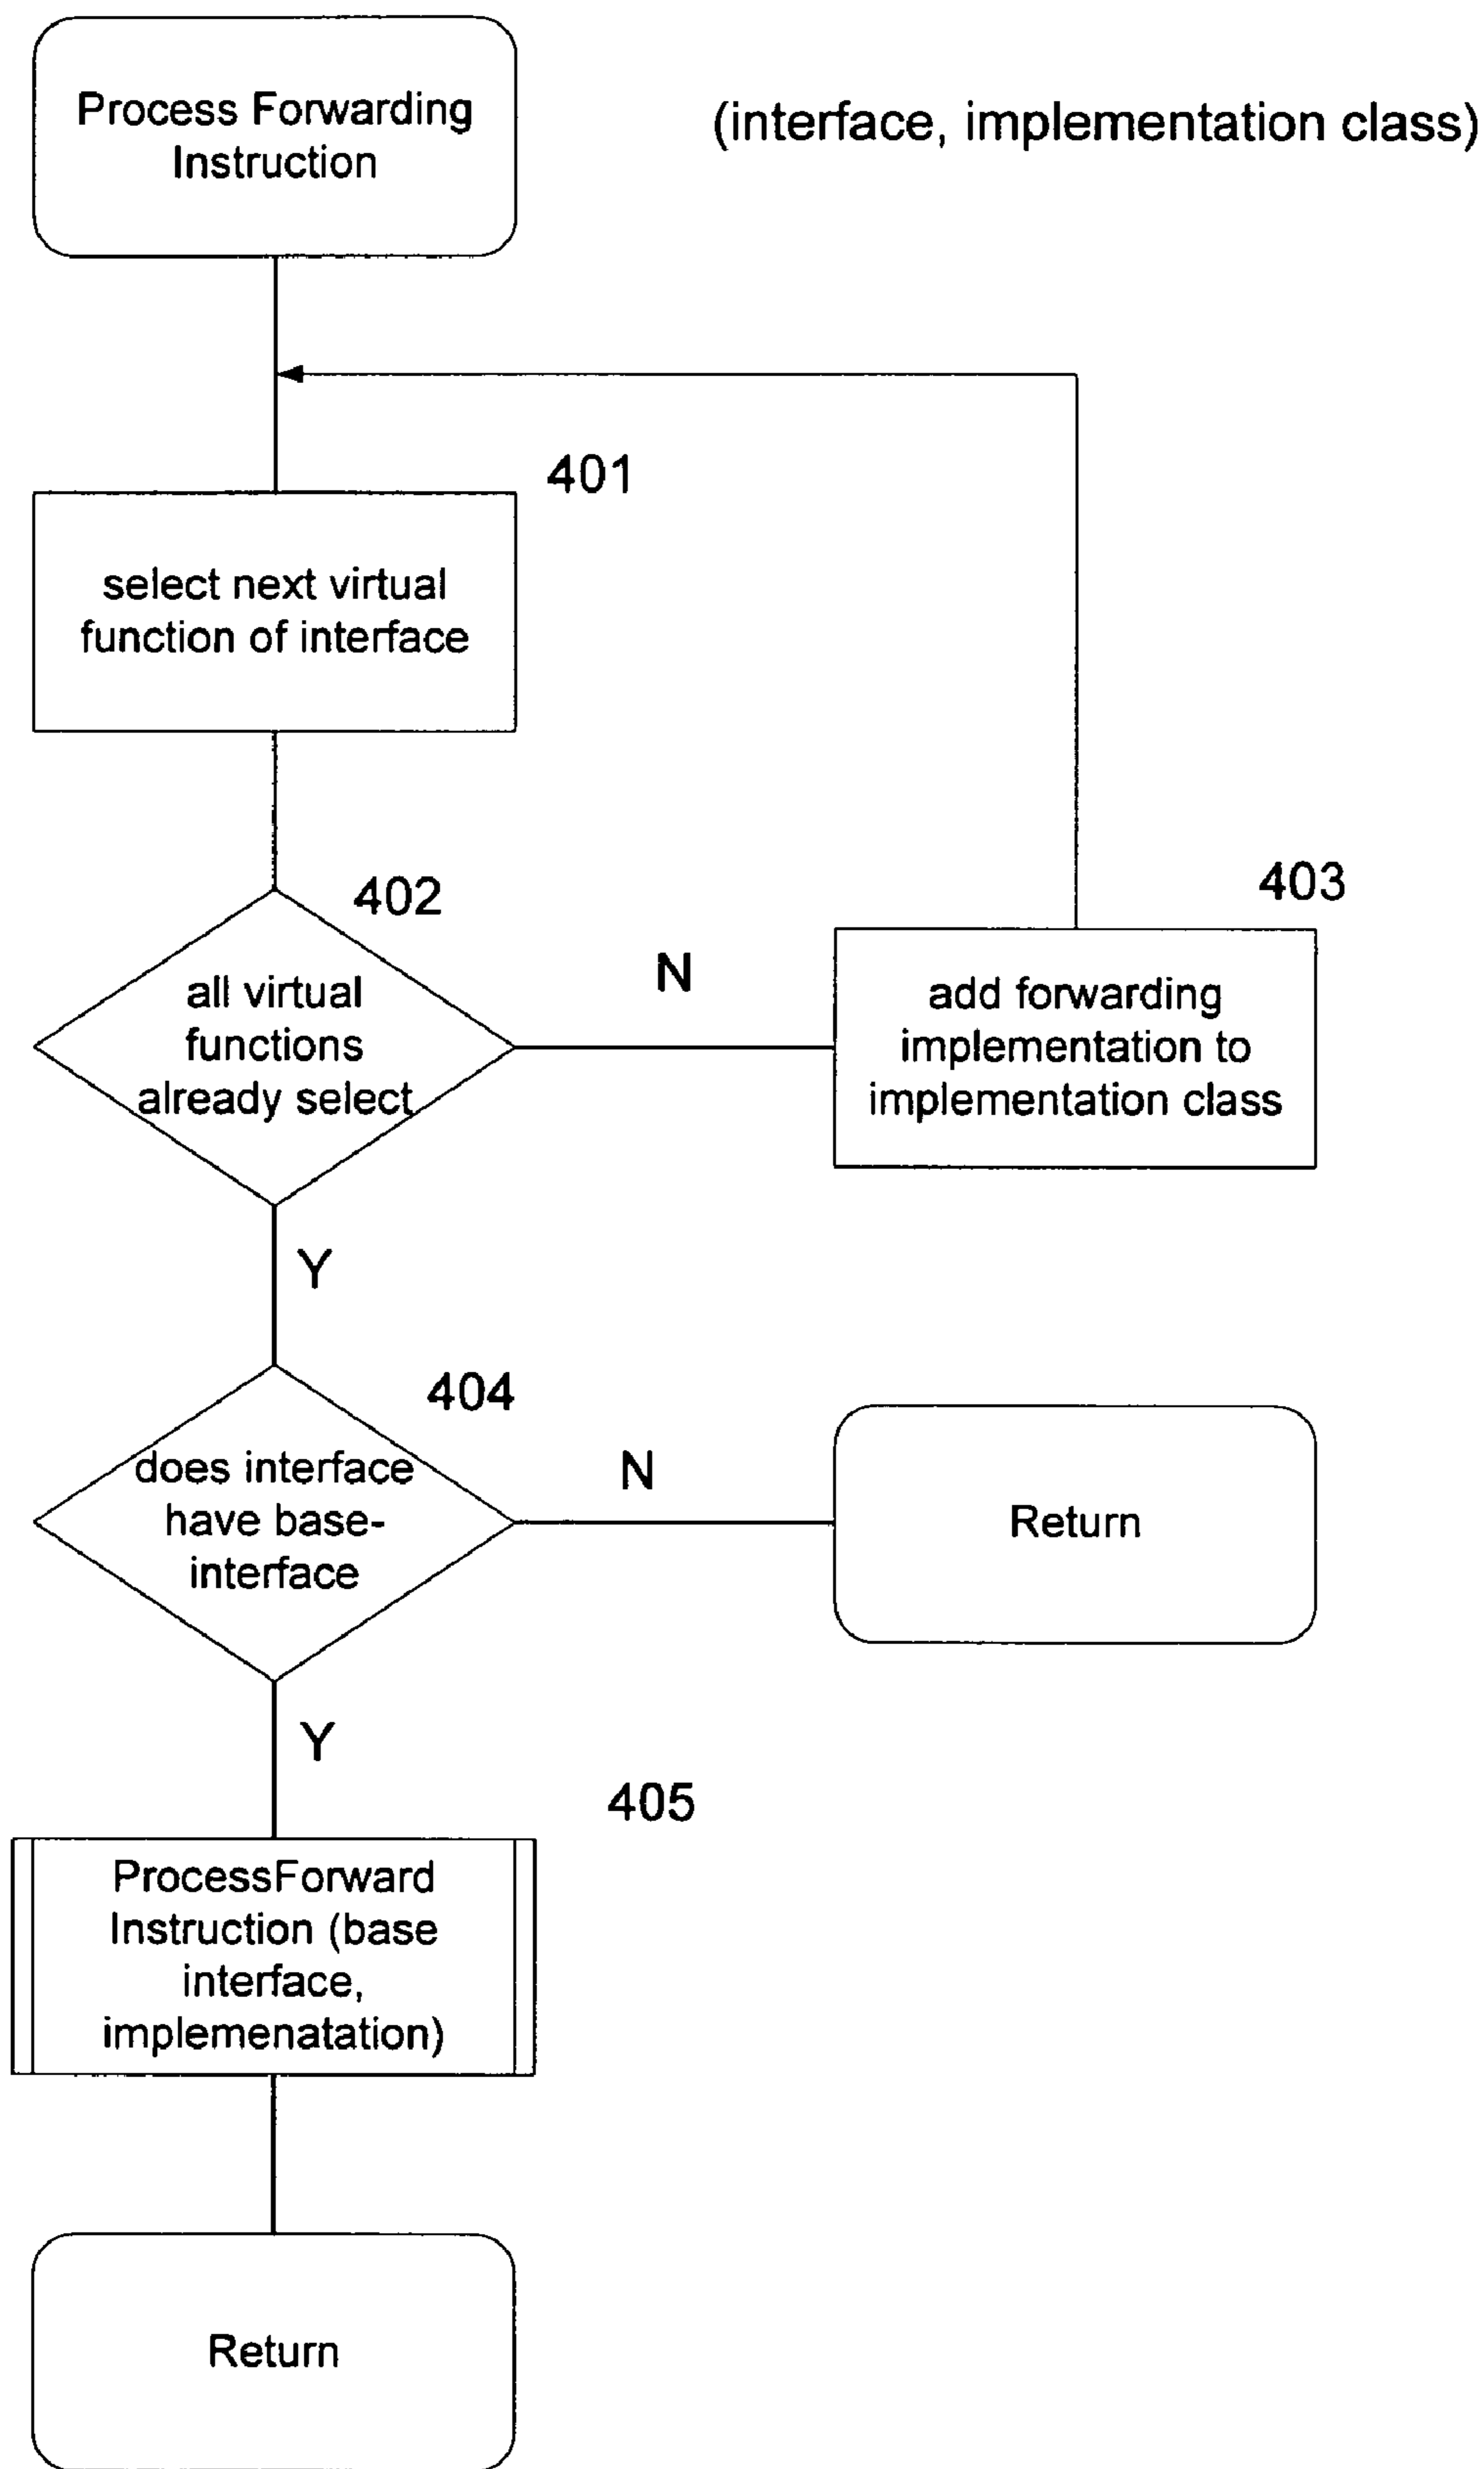 Process Forwarding
Instruction
(interface, implementation class)
401
select next virtual
function of interface
402
all virtual
functions
already select
N
403
add forwarding
implementation to
implementation class
Y
404
does interface
have base-
interface
N
Return
Y
405
ProcessForward
Instruction (base
interface,
implemenatation)
Return